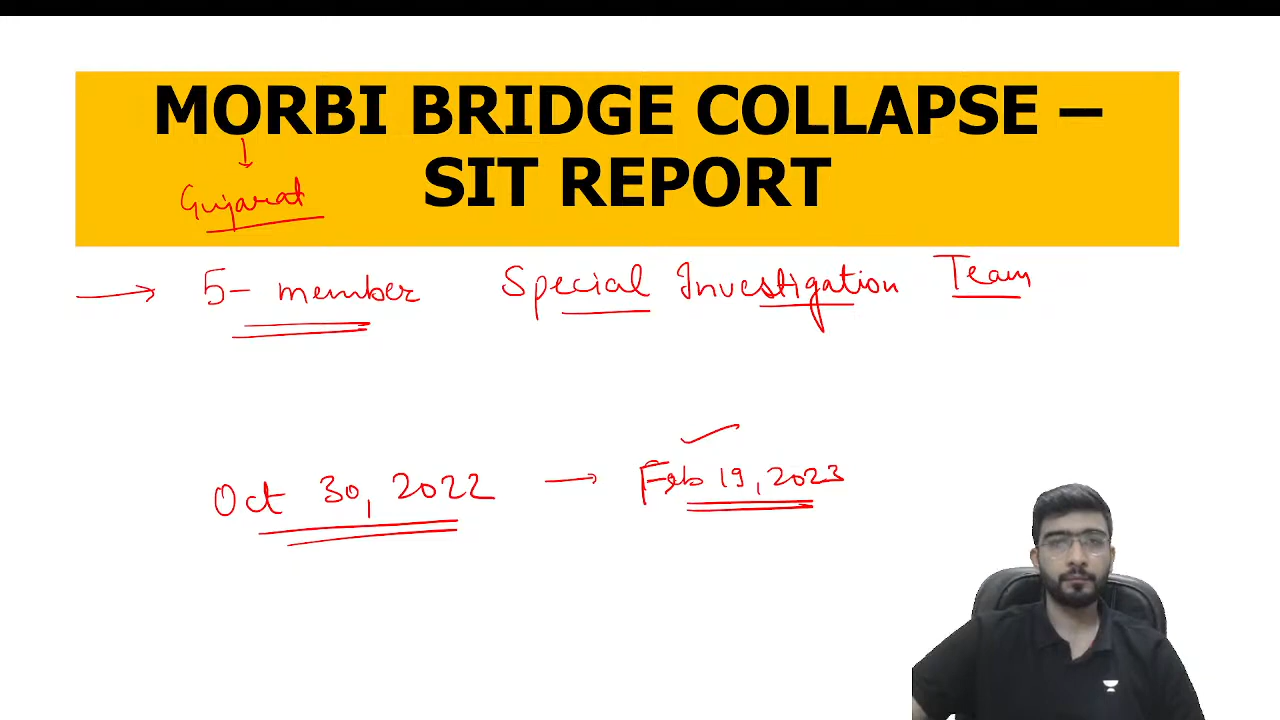 MORBI BRIDGE COLLAPSE –
SIT REPORT
Gujarat
5- member Special Investigation Team
Oct 30, 2022 → Feb 19, 2023